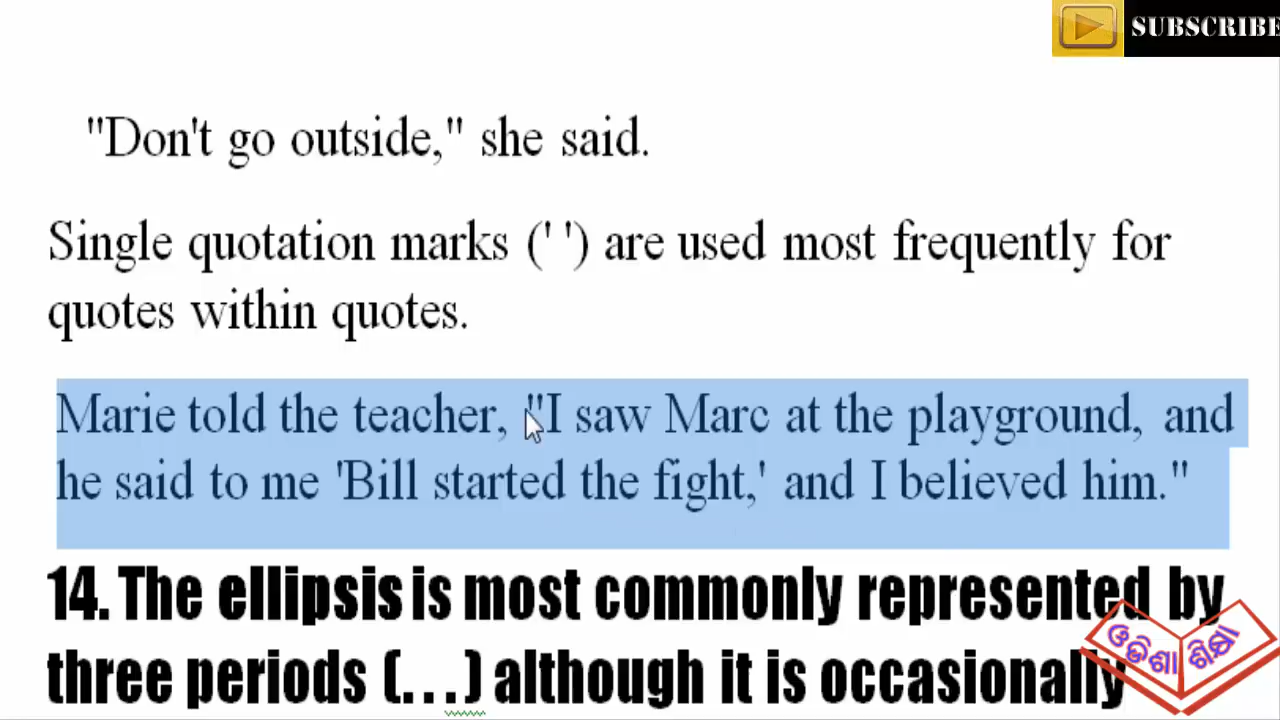 SUBSCRIBE
"Don't go outside," she said.
Single quotation marks (' ') are used most frequently for
quotes within quotes.
Marie told the teacher, "I saw Marc at the playground, and
he said to me 'Bill started the fight,' and I believed him."
14. The ellipsis is most commonly represented by
three periods (. . . ) although it is occasionally
ଓଡିଶା ଶିକ୍ଷା